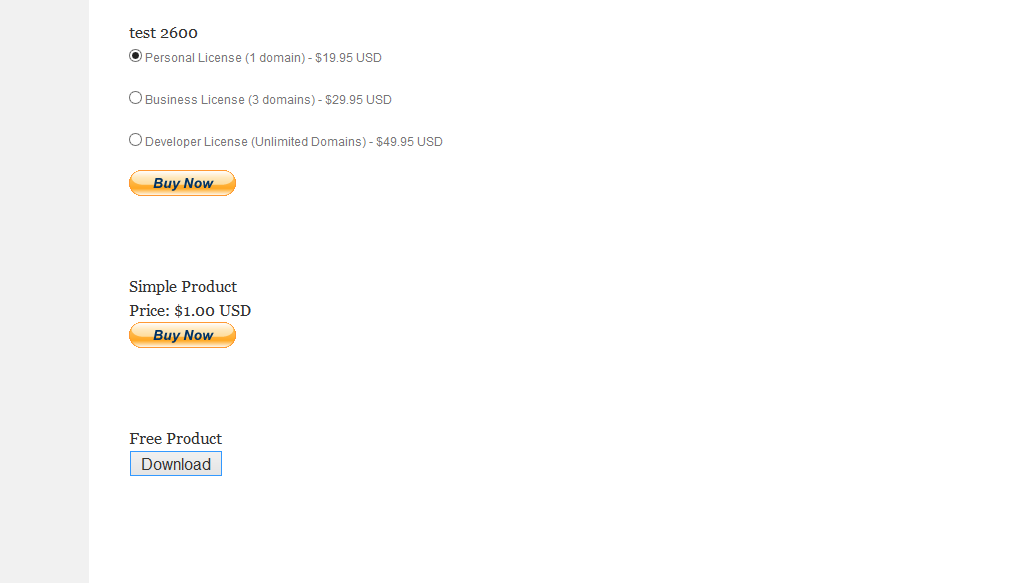 test 2600
Personal License (1 domain) - $19.95 USD
Business License (3 domains) - $29.95 USD
Developer License (Unlimited Domains) - $49.95 USD
Buy Now
Simple Product
Price: $1.00 USD
Buy Now
Free Product
Download